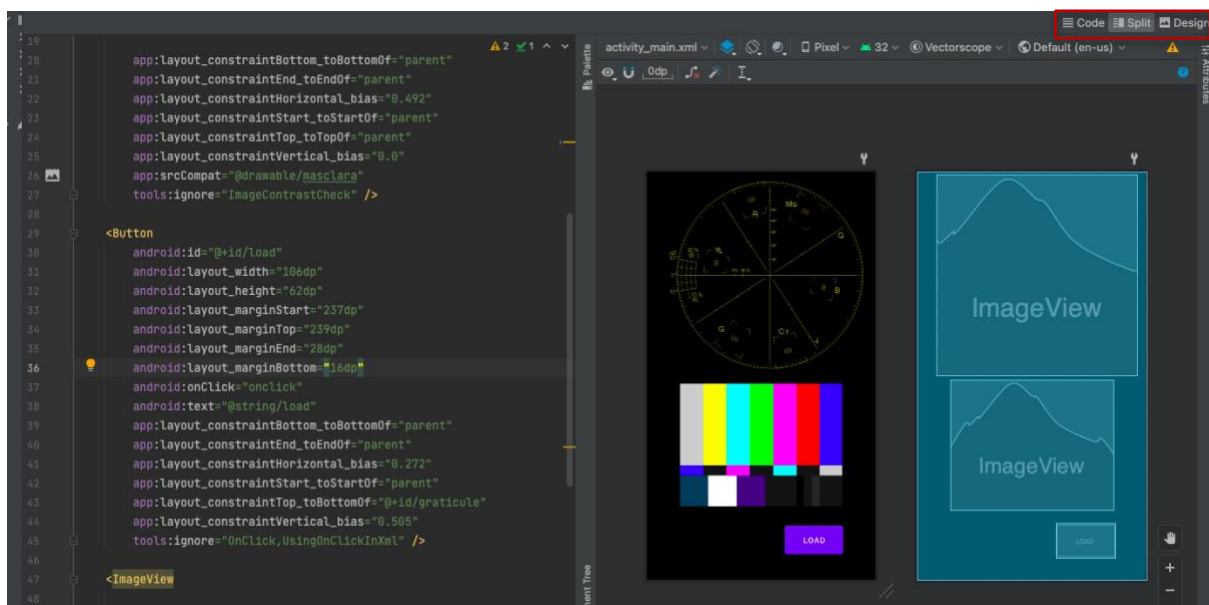 Code Split Design
2 1
activity_main.xml Pixel 32 Vectorscope Default (en-us)
0dp
Palette
Attributes
19
20 app:layout_constraintBottom_toBottomOf="parent"
21 app:layout_constraintEnd_toEndOf="parent"
22 app:layout_constraintHorizontal_bias="0.492"
23 app:layout_constraintStart_toStartOf="parent"
24 app:layout_constraintTop_toTopOf="parent"
25 app:layout_constraintVertical_bias="0.0"
26 app:srcCompat="@drawable/masclara"
27 tools:ignore="ImageContrastCheck" />
28
29 <Button
30 android:id="@+id/load"
31 android:layout_width="106dp"
32 android:layout_height="62dp"
33 android:layout_marginStart="237dp"
34 android:layout_marginTop="239dp"
35 android:layout_marginEnd="28dp"
36 android:layout_marginBottom="16dp"
37 android:onClick="onclick"
38 android:text="@string/load"
39 app:layout_constraintBottom_toBottomOf="parent"
40 app:layout_constraintEnd_toEndOf="parent"
41 app:layout_constraintHorizontal_bias="0.272"
42 app:layout_constraintStart_toStartOf="parent"
43 app:layout_constraintTop_toBottomOf="@+id/graticule"
44 app:layout_constraintVertical_bias="0.505"
45 tools:ignore="OnClick,UsingOnClickInXml" />
46
47 <ImageView
48
nent Tree
R
Mg
YL
G
B
G
Cy
LOAD
ImageView
ImageView
LOAD